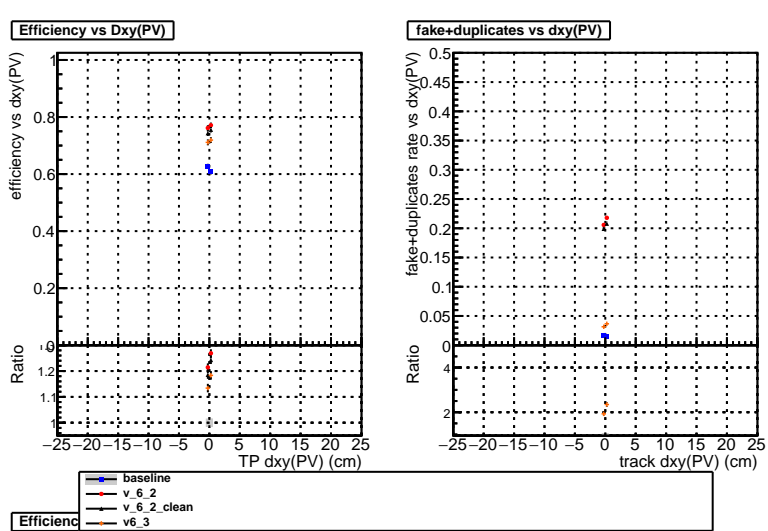 Efficiency vs Dxy(PV)
fake+duplicates vs dxy(PV)
efficiency vs dxy(PV)
1
0.8
0.6
0.4
0.2
0
fake+duplicates rate vs dxy(PV)
0.5
0.45
0.4
0.35
0.3
0.25
0.2
0.15
0.1
0.05
0
Ratio
1.2
1.1
1
−25 −20 −15 −10 −5 0 5 10 15 20 25
TP dxy(PV) (cm)
Ratio
4
2
−25 −20 −15 −10 −5 0 5 10 15 20 25
track dxy(PV) (cm)
baseline
v_6_2
v_6_2_clean
v6_3
Efficienc